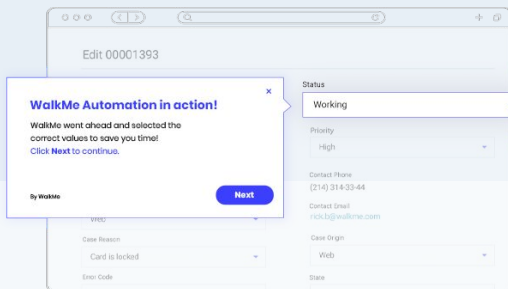 Edit 00001393
WalkMe Automation in action!
WalkMe went ahead and selected the
correct values to save you time!
Click Next to continue.
By WalkMe
Next
Status
Working
Priority
High
Contact Phone
(214) 314-33-44
Contact Email
nick.b@walkme.com
Web
Case Reason
Card is locked
Error Code
Case Origin
Web
State